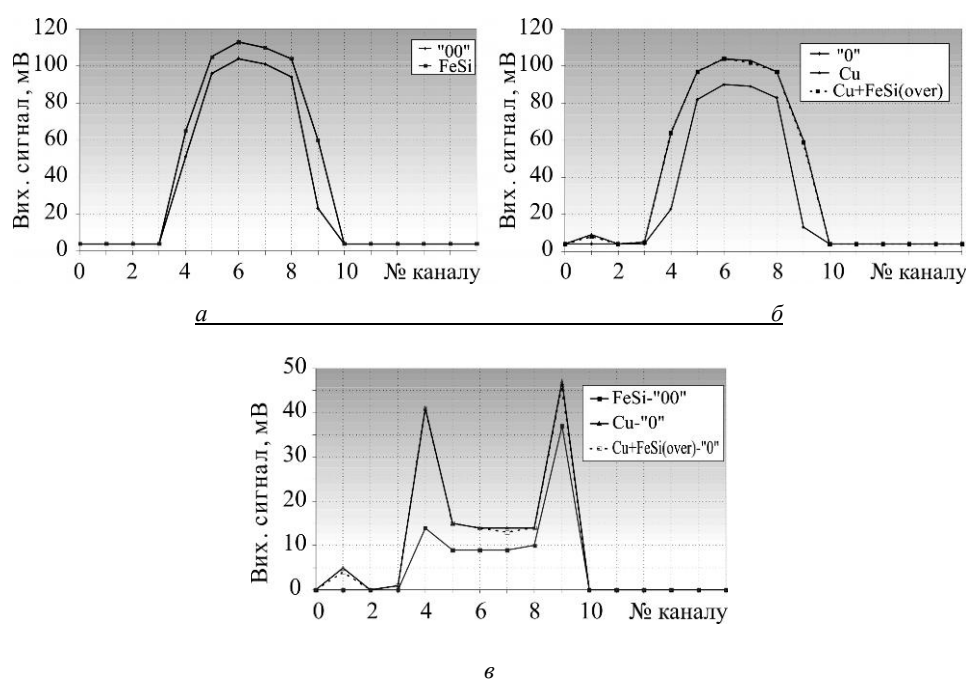 120
100
80
60
40
20
0
Вих. сигнал, мВ
"00"
FeSi
0 2 4 6 8 10 № каналу
а
120
100
80
60
40
20
0
Вих. сигнал, мВ
"0"
Cu
Cu+FeSi(over)
0 2 4 6 8 10 № каналу
б
50
40
30
20
10
0
Вих. сигнал, мВ
FeSi-"00"
Cu-"0"
Cu+FeSi(over)-"0"
0 2 4 6 8 10 № каналу
в